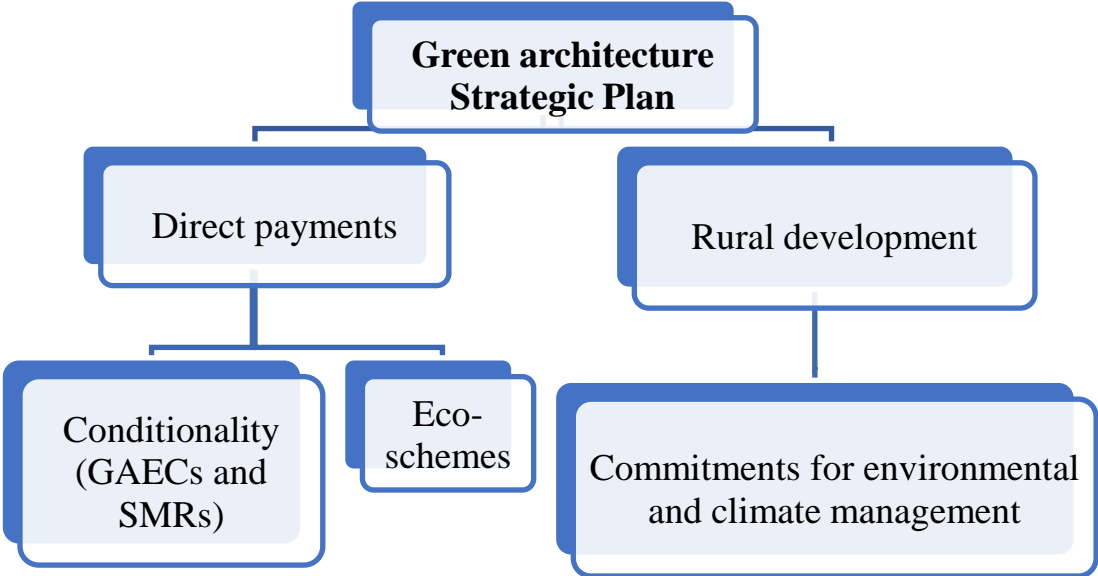 Green architecture
Strategic Plan
Direct payments
Rural development
Conditionality
(GAECs and
SMRs)
Eco-
schemes
Commitments for environmental
and climate management